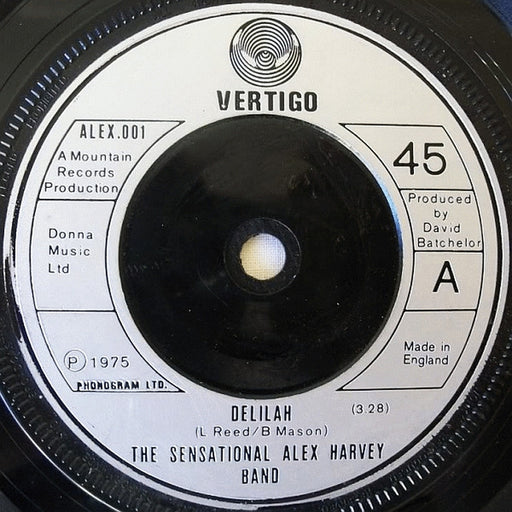 VERTIGO
ALEX.001
A Mountain
Records
Production
Donna
Music
Ltd
Ⓟ 1975
PHONOGRAM LTD.
45
Produced
by
David
Batchelor
A
Made in
England
DELILAH (3.28)
(L Reed/B Mason)
THE SENSATIONAL ALEX HARVEY
BAND